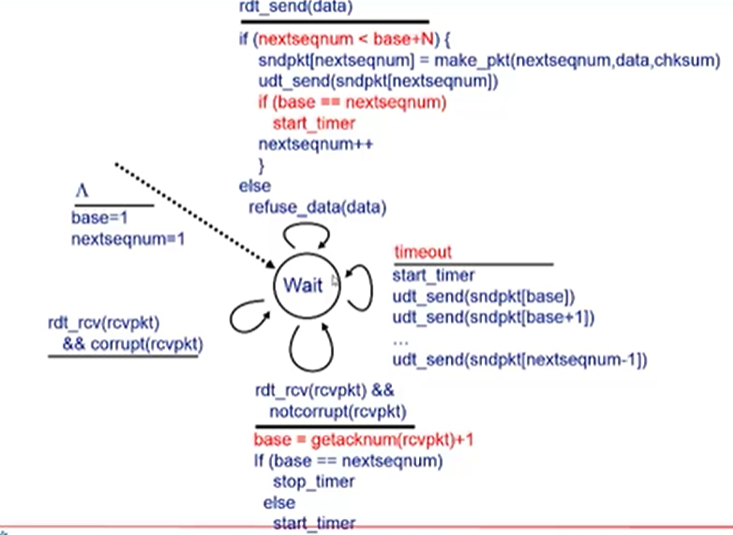 rdt_send(data)
if (nextseqnum < base+N) {
sndpkt[nextseqnum] = make_pkt(nextseqnum,data,chksum)
udt_send(sndpkt[nextseqnum])
if (base == nextseqnum)
start_timer
nextseqnum++
}
else
refuse_data(data)
Λ
base=1
nextseqnum=1
Wait
timeout
start_timer
udt_send(sndpkt[base])
udt_send(sndpkt[base+1])
...
udt_send(sndpkt[nextseqnum-1])
rdt_rcv(rcvpkt)
&& corrupt(rcvpkt)
rdt_rcv(rcvpkt) &&
notcorrupt(rcvpkt)
base = getacknum(rcvpkt)+1
If (base == nextseqnum)
stop_timer
else
start_timer